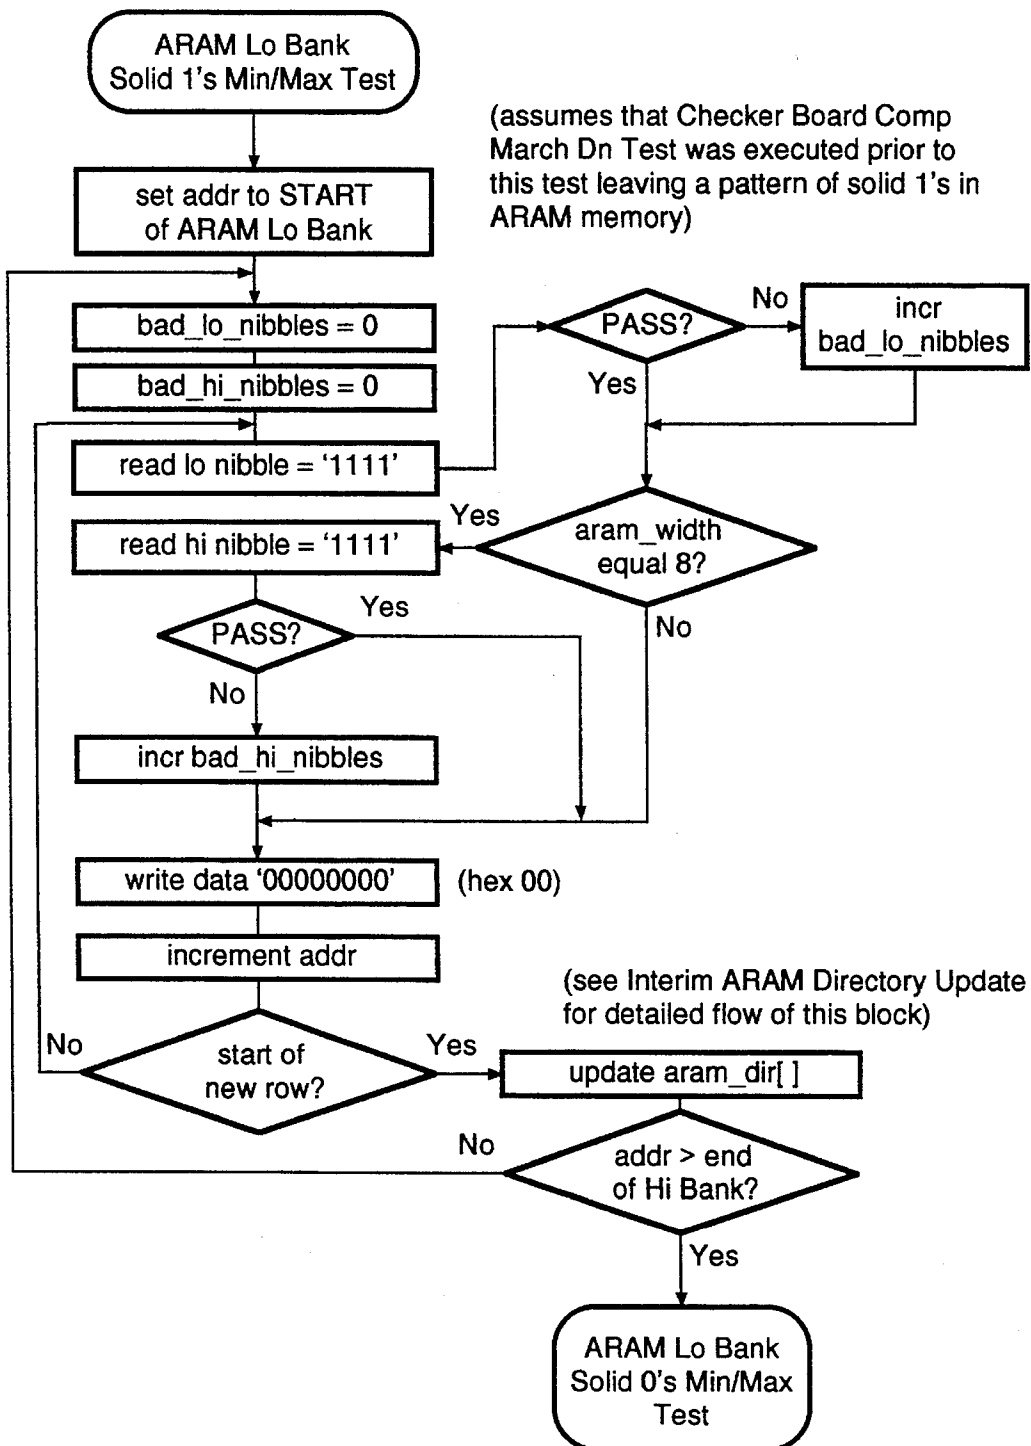 ARAM Lo Bank
Solid 1's Min/Max Test
(assumes that Checker Board Comp
March Dn Test was executed prior to
this test leaving a pattern of solid 1's in
ARAM memory)
set addr to START
of ARAM Lo Bank
bad_lo_nibbles = 0
bad_hi_nibbles = 0
read lo nibble = ‘1111’
PASS?
No
incr
bad_lo_nibbles
Yes
aram_width
equal 8?
Yes
No
read hi nibble = ‘1111’
PASS?
Yes
No
incr bad_hi_nibbles
write data ‘00000000’
(hex 00)
increment addr
start of
new row?
No
Yes
(see Interim ARAM Directory Update
for detailed flow of this block)
update aram_dir[ ]
addr > end
of Hi Bank?
No
Yes
ARAM Lo Bank
Solid 0's Min/Max
Test